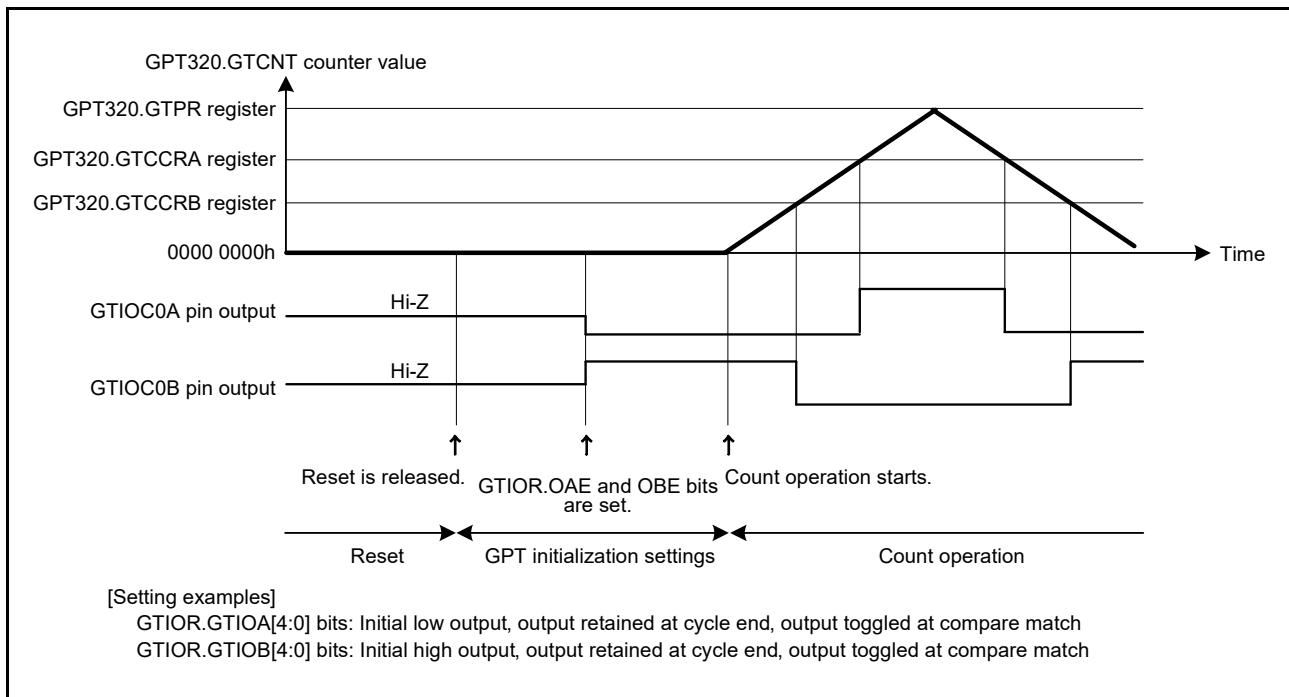 GPT320.GTCNT counter value
GPT320.GTPR register
GPT320.GTCCRA register
GPT320.GTCCRB register
0000 0000h
Time
Hi-Z
GTIOC0A pin output
Hi-Z
GTIOC0B pin output
Reset is released.
GTIOR.OAE and OBE bits
are set.
Count operation starts.
Reset
GPT initialization settings
Count operation
[Setting examples]
GTIOR.GTIOA[4:0] bits: Initial low output, output retained at cycle end, output toggled at compare match
GTIOR.GTIOB[4:0] bits: Initial high output, output retained at cycle end, output toggled at compare match